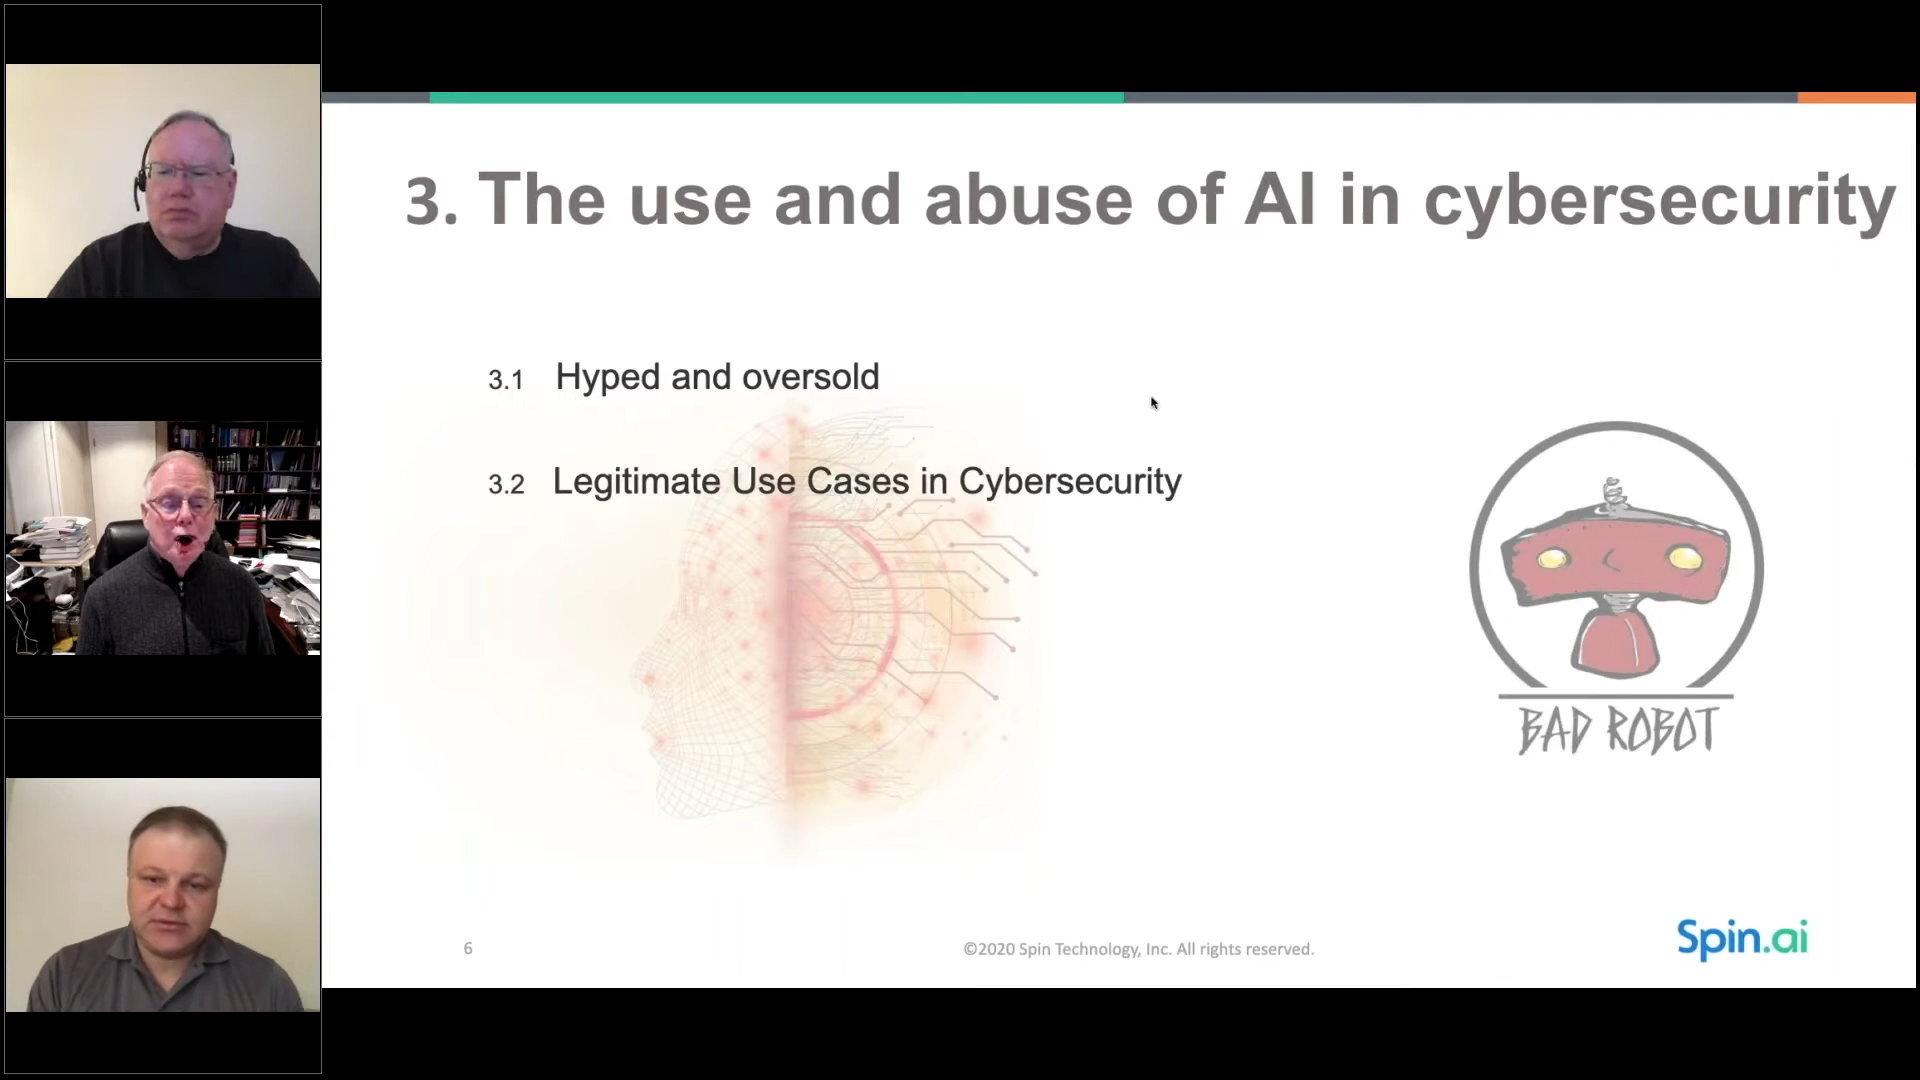 3. The use and abuse of AI in cybersecurity
3.1 Hyped and oversold
3.2 Legitimate Use Cases in Cybersecurity
BAD ROBOT
6
©2020 Spin Technology, Inc. All rights reserved.
Spin.ai